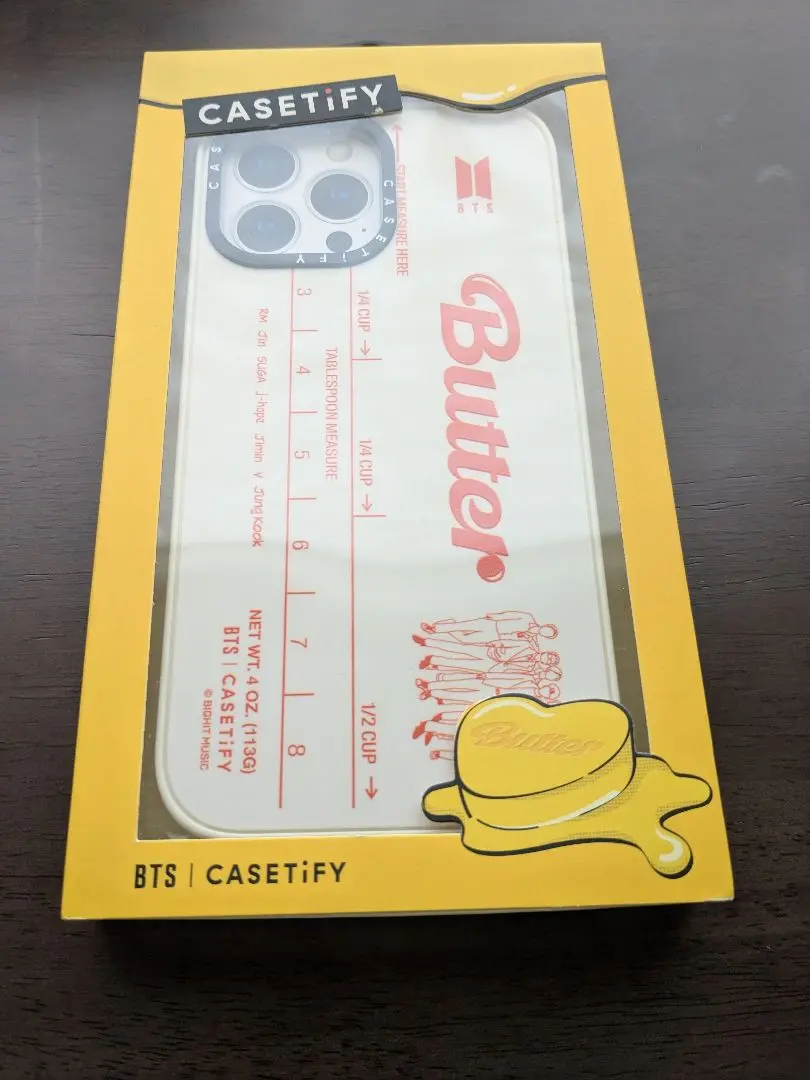 CASETiFY
CAS
CASETiFY
START MEASURE HERE
BTS
Butter
1/4 CUP →
1/4 CUP →
1/2 CUP →
TABLESPOON MEASURE
3 | 4 | 5 | 6 | 7 | 8
RM Jin SUGA j-hope Jimin V Jung Kook
NET WT. 4 OZ. (113G)
BTS | CASETiFY
© BIGHIT MUSIC
Butter
BTS | CASETiFY